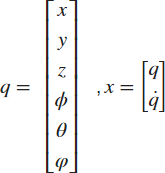 q = [x y z ϕ θ φ] , x = [q q̇]